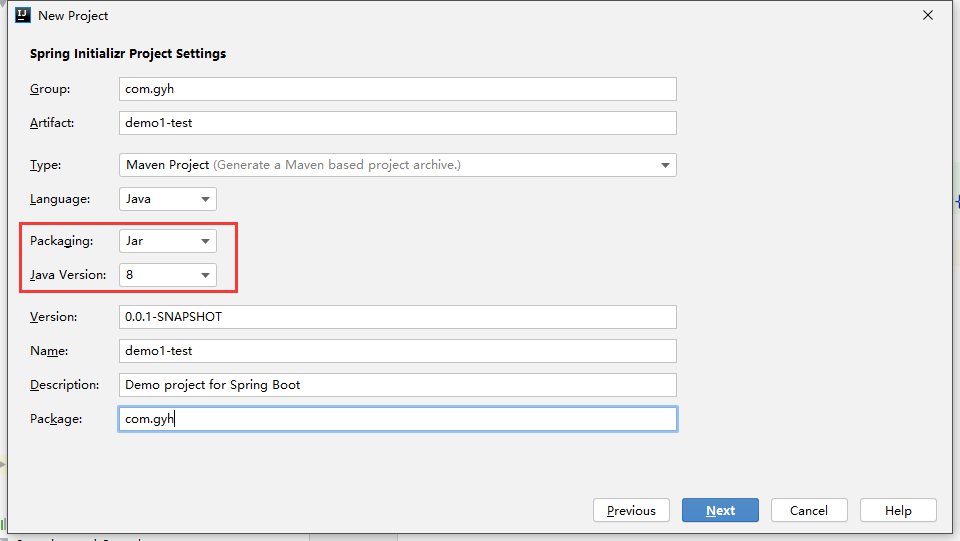 New Project
Spring Initializr Project Settings
Group: com.gyh
Artifact: demo1-test
Type: Maven Project (Generate a Maven based project archive.)
Language: Java
Packaging: Jar
Java Version: 8
Version: 0.0.1-SNAPSHOT
Name: demo1-test
Description: Demo project for Spring Boot
Package: com.gyh
Previous Next Cancel Help